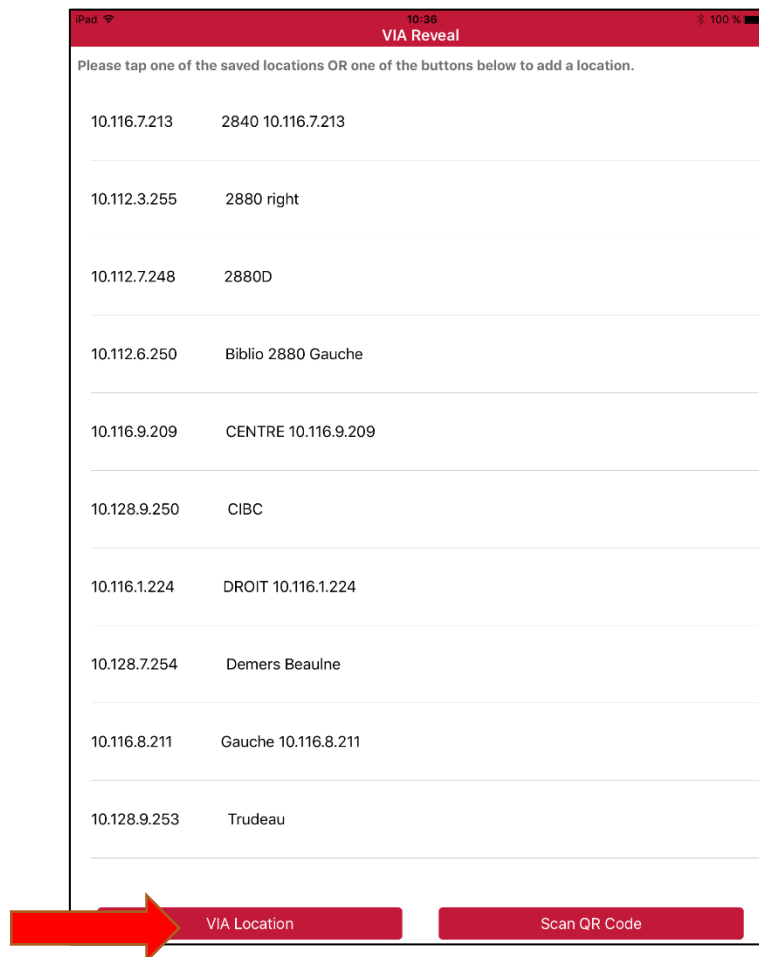 iPad 10:36 100 %
VIA Reveal
Please tap one of the saved locations OR one of the buttons below to add a location.
10.116.7.213 2840 10.116.7.213
10.112.3.255 2880 right
10.112.7.248 2880D
10.112.6.250 Biblio 2880 Gauche
10.116.9.209 CENTRE 10.116.9.209
10.128.9.250 CIBC
10.116.1.224 DROIT 10.116.1.224
10.128.7.254 Demers Beaulne
10.116.8.211 Gauche 10.116.8.211
10.128.9.253 Trudeau
VIA Location Scan QR Code